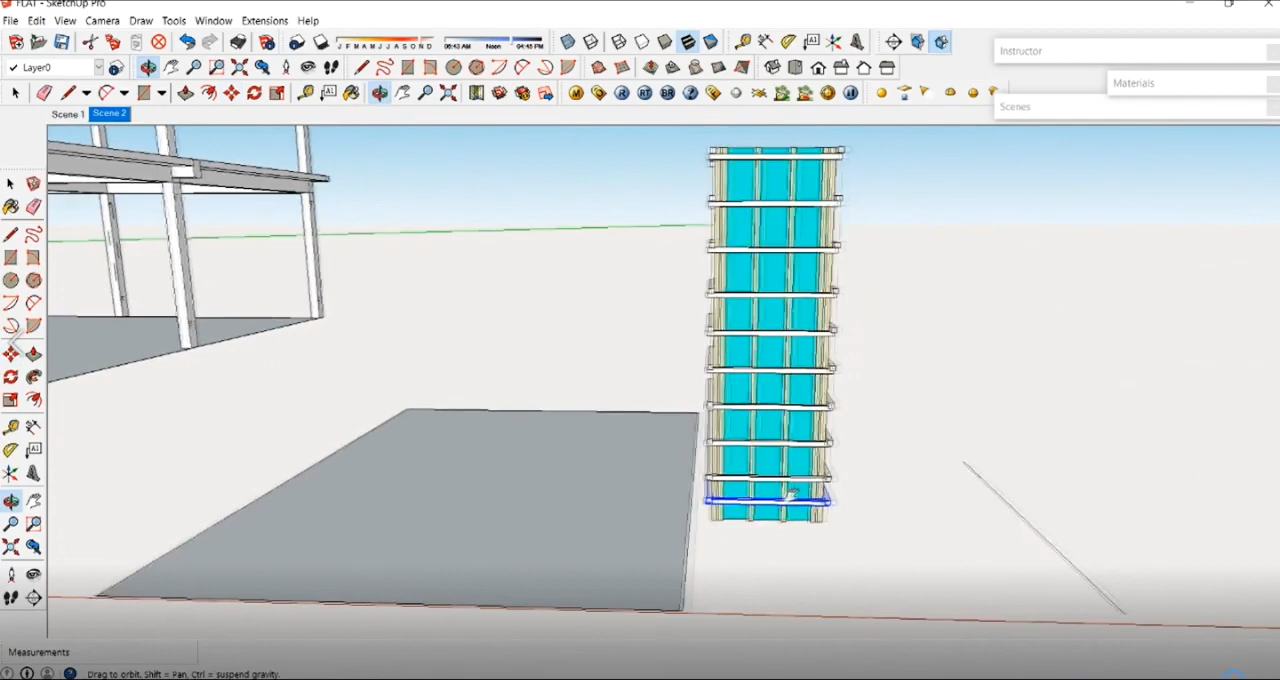 FLAT - SketchUp Pro
File Edit View Camera Draw Tools Window Extensions Help
J F M A M J J A S O N D 06:43 AM Noon 04:45 PM
Layer0
Instructor
Materials
Scenes
Scene 1 Scene 2
Measurements
Drag to orbit. Shift = Pan, Ctrl = suspend gravity.